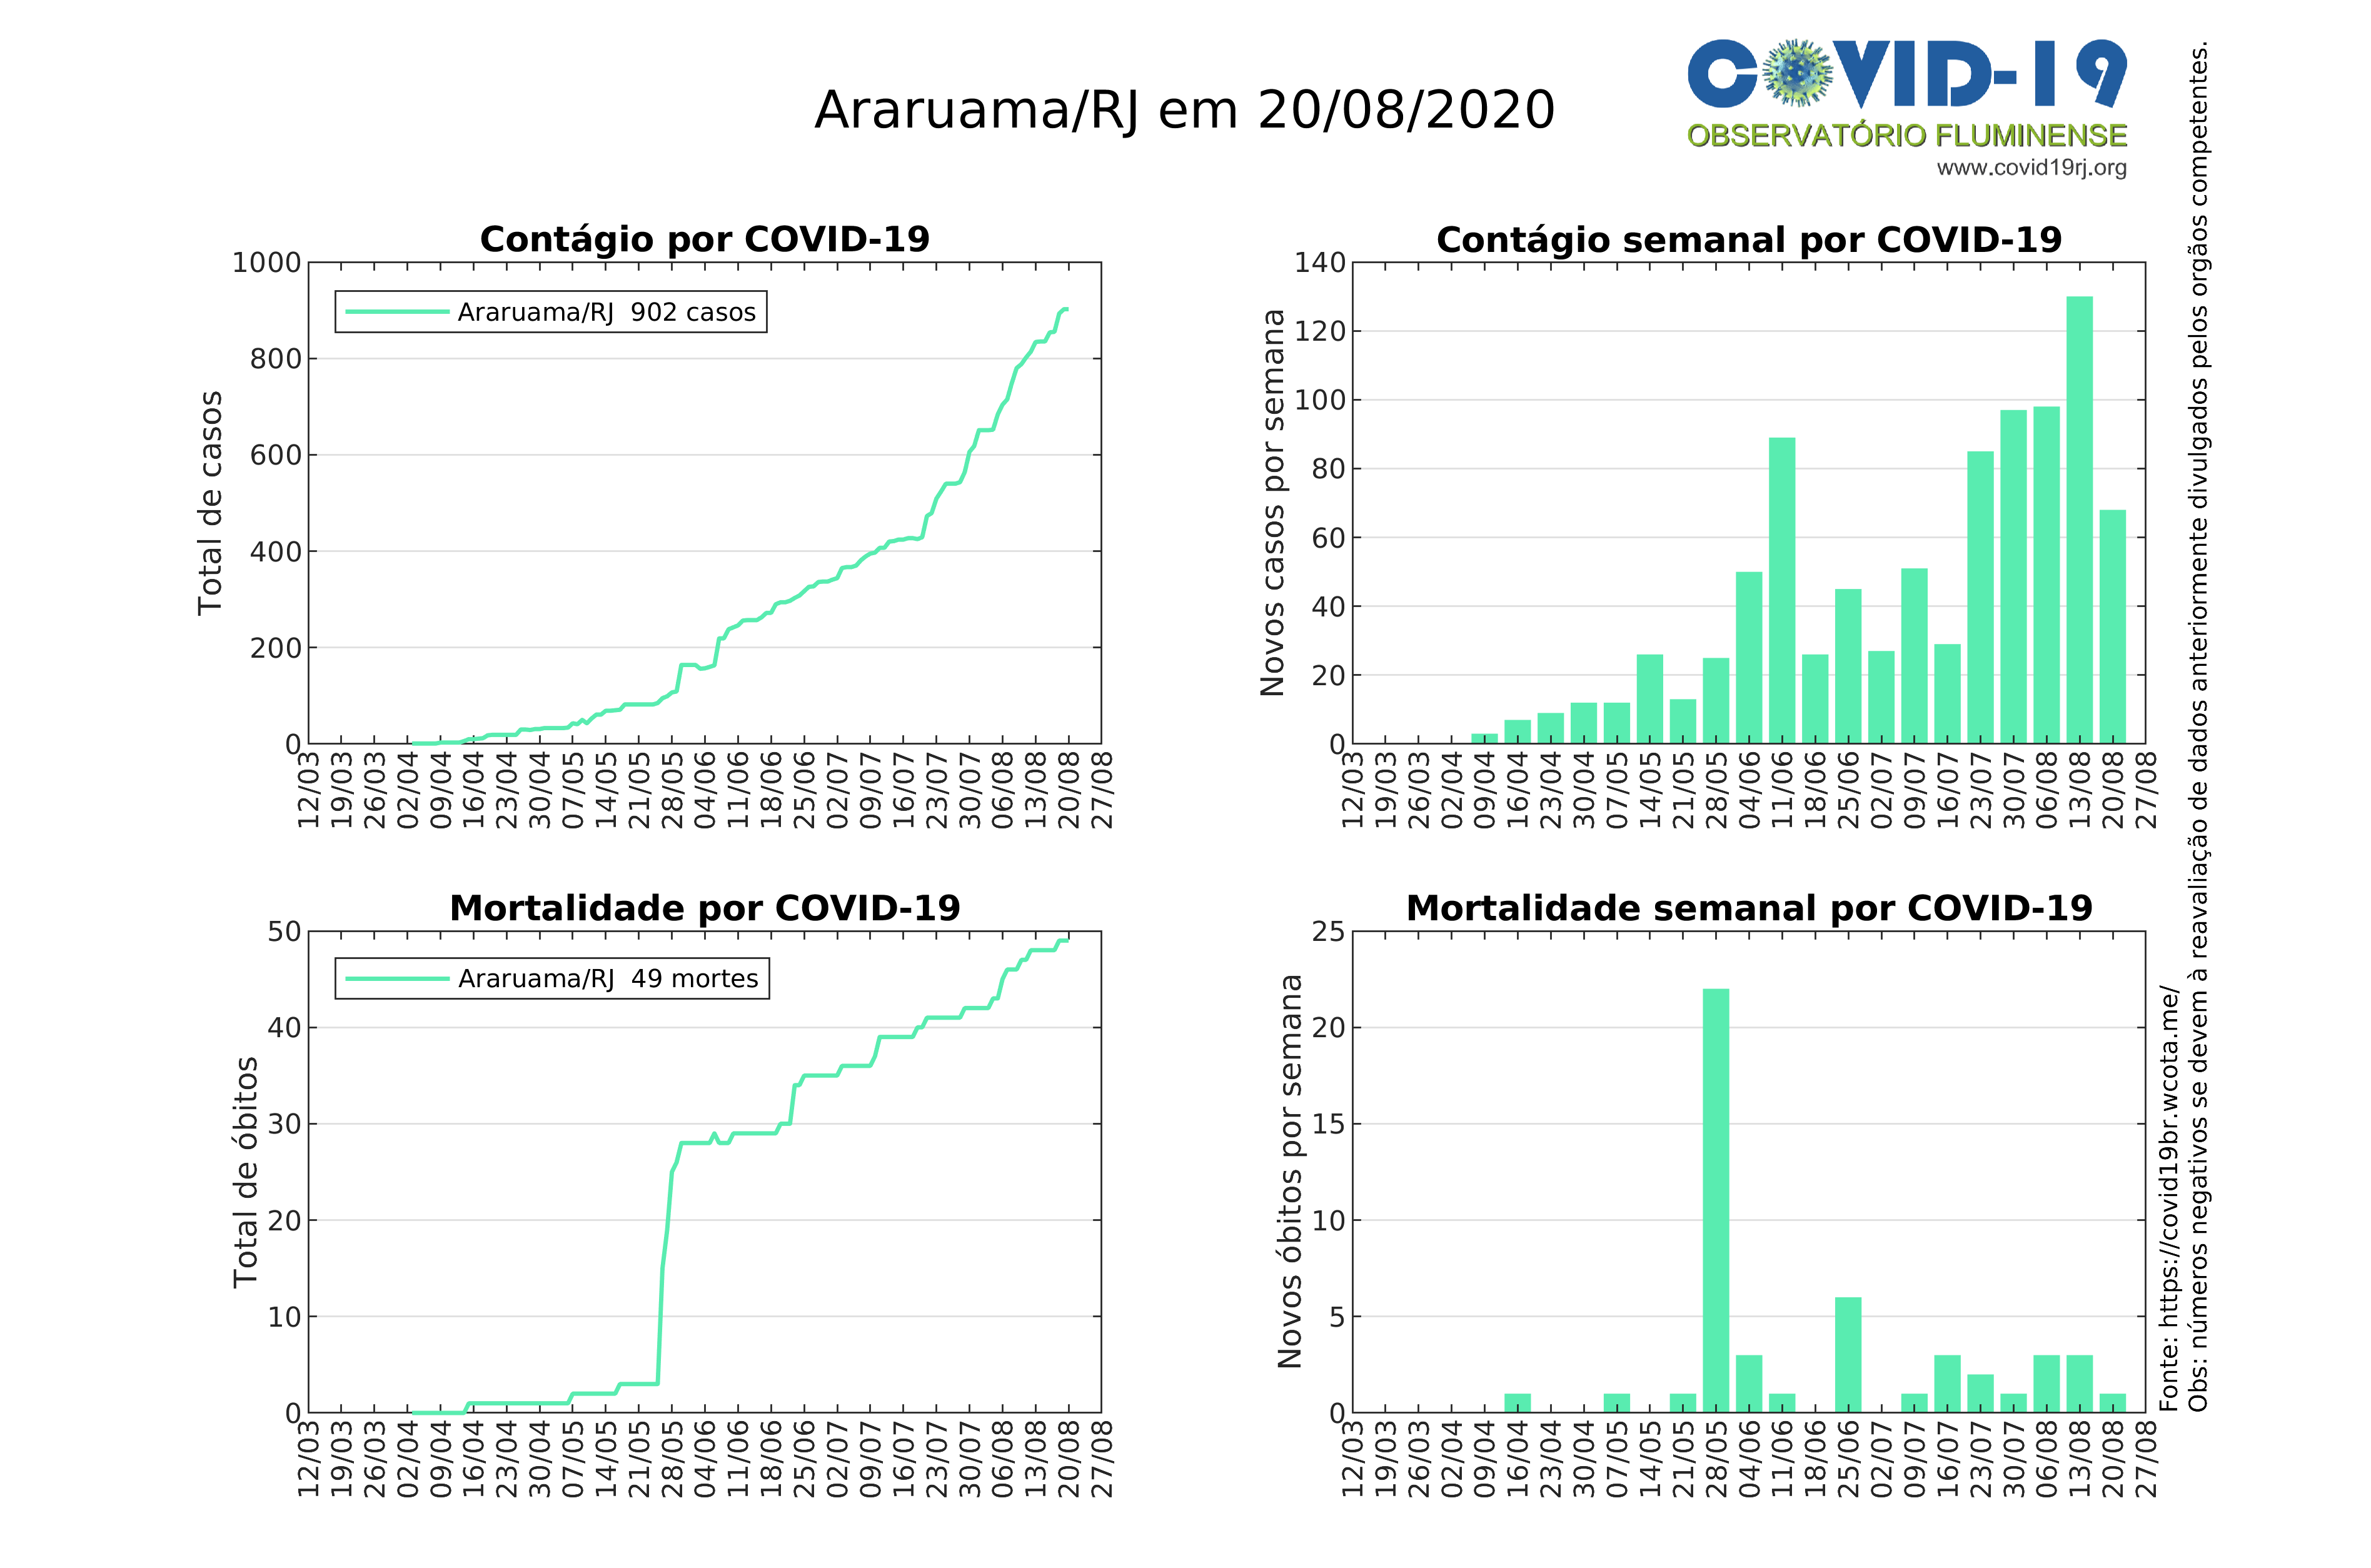 Araruama/RJ em 20/08/2020
COVID-19
OBSERVATÓRIO FLUMINENSE
www.covid19rj.org
Contágio por COVID-19
Total de casos
1000
800
600
400
200
0
Araruama/RJ 902 casos
12/03 19/03 26/03 02/04 09/04 16/04 23/04 30/04 07/05 14/05 21/05 28/05 04/06 11/06 18/06 25/06 02/07 09/07 16/07 23/07 30/07 06/08 13/08 20/08 27/08
Contágio semanal por COVID-19
Novos casos por semana
140
120
100
80
60
40
20
0
12/03 19/03 26/03 02/04 09/04 16/04 23/04 30/04 07/05 14/05 21/05 28/05 04/06 11/06 18/06 25/06 02/07 09/07 16/07 23/07 30/07 06/08 13/08 20/08 27/08
Mortalidade por COVID-19
Total de óbitos
50
40
30
20
10
0
Araruama/RJ 49 mortes
12/03 19/03 26/03 02/04 09/04 16/04 23/04 30/04 07/05 14/05 21/05 28/05 04/06 11/06 18/06 25/06 02/07 09/07 16/07 23/07 30/07 06/08 13/08 20/08 27/08
Mortalidade semanal por COVID-19
Novos óbitos por semana
25
20
15
10
5
0
12/03 19/03 26/03 02/04 09/04 16/04 23/04 30/04 07/05 14/05 21/05 28/05 04/06 11/06 18/06 25/06 02/07 09/07 16/07 23/07 30/07 06/08 13/08 20/08 27/08
Fonte: https://covid19br.wcota.me/
Obs: números negativos se devem à reavaliação de dados anteriormente divulgados pelos orgãos competentes.